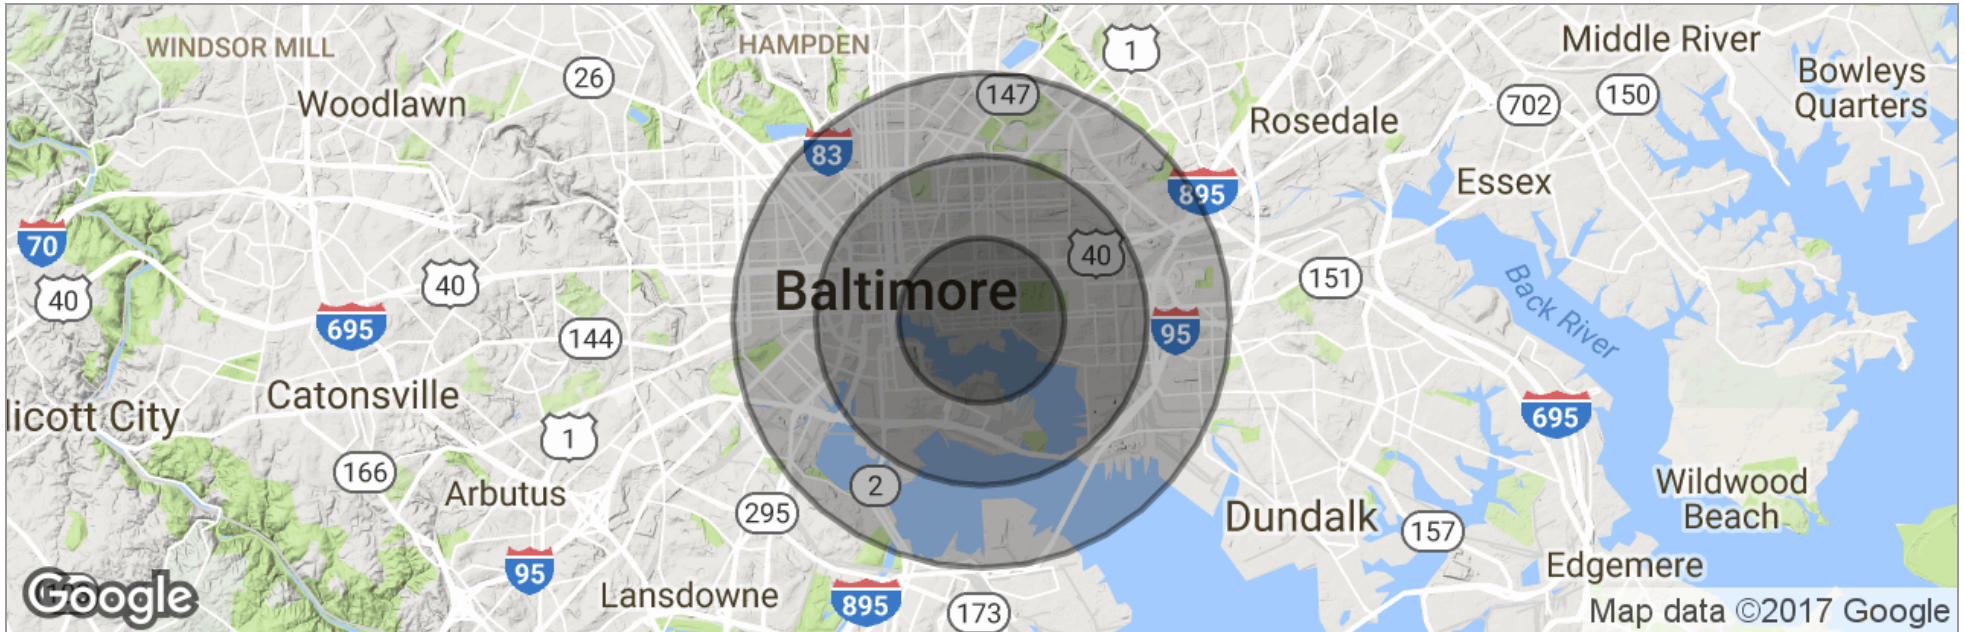 WINDSOR MILL
HAMPDEN
1
Middle River
26
Bowleys
Quarters
Woodlawn
147
702
150
Rosedale
83
895
Essex
70
40
40
40
Baltimore
151
Back River
695
144
95
Catonsville
licott City
695
1
166
Arbutus
2
295
Wildwood
Beach
Dundalk
157
95
Edgemere
Lansdowne
895
173
Google
Map data ©2017 Google